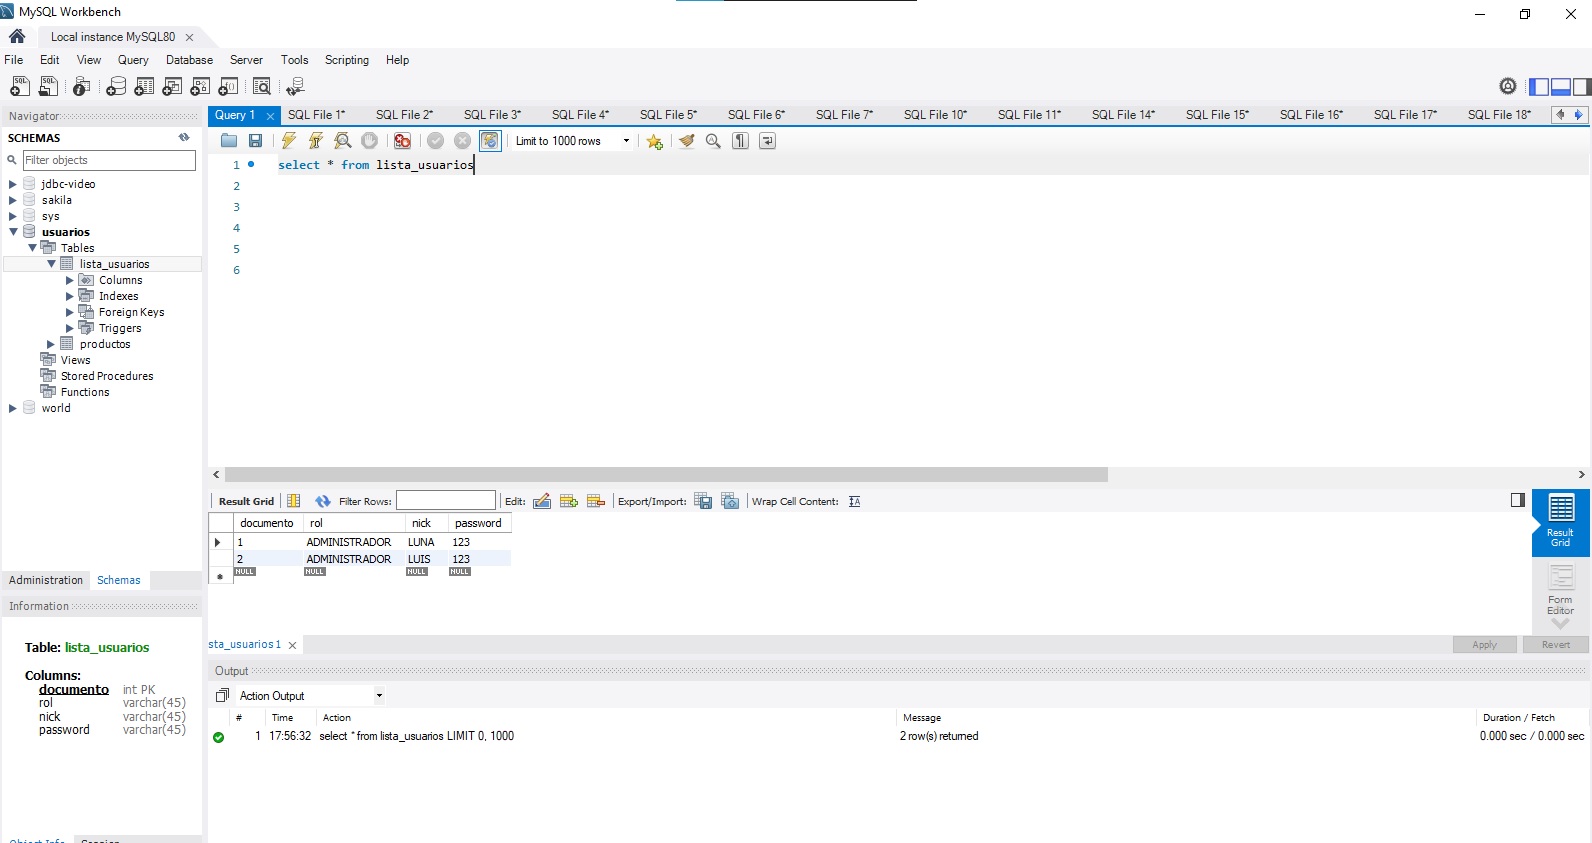 MySQL Workbench
Local instance MySQL80
File Edit View Query Database Server Tools Scripting Help
Navigator
SCHEMAS
Filter objects
jdbc-video
sakila
sys
usuarios
Tables
lista_usuarios
Columns
Indexes
Foreign Keys
Triggers
productos
Views
Stored Procedures
Functions
world
Administration Schemas
Information
Table: lista_usuarios
Columns:
documento int PK
rol varchar(45)
nick varchar(45)
password varchar(45)
Object Info Session
Query 1 SQL File 1* SQL File 2* SQL File 3* SQL File 4* SQL File 5* SQL File 6* SQL File 7* SQL File 10* SQL File 11* SQL File 14* SQL File 15* SQL File 16* SQL File 17* SQL File 18*
Limit to 1000 rows
1 select * from lista_usuarios
2
3
4
5
6
Result Grid Filter Rows: Edit: Export/Import: Wrap Cell Content:
documento rol nick password
1 ADMINISTRADOR LUNA 123
2 ADMINISTRADOR LUIS 123
NULL NULL NULL NULL
Result Grid
Form Editor
sta_usuarios 1
Apply Revert
Output
Action Output
# Time Action Message Duration / Fetch
1 17:56:32 select * from lista_usuarios LIMIT 0, 1000 2 row(s) returned 0.000 sec / 0.000 sec